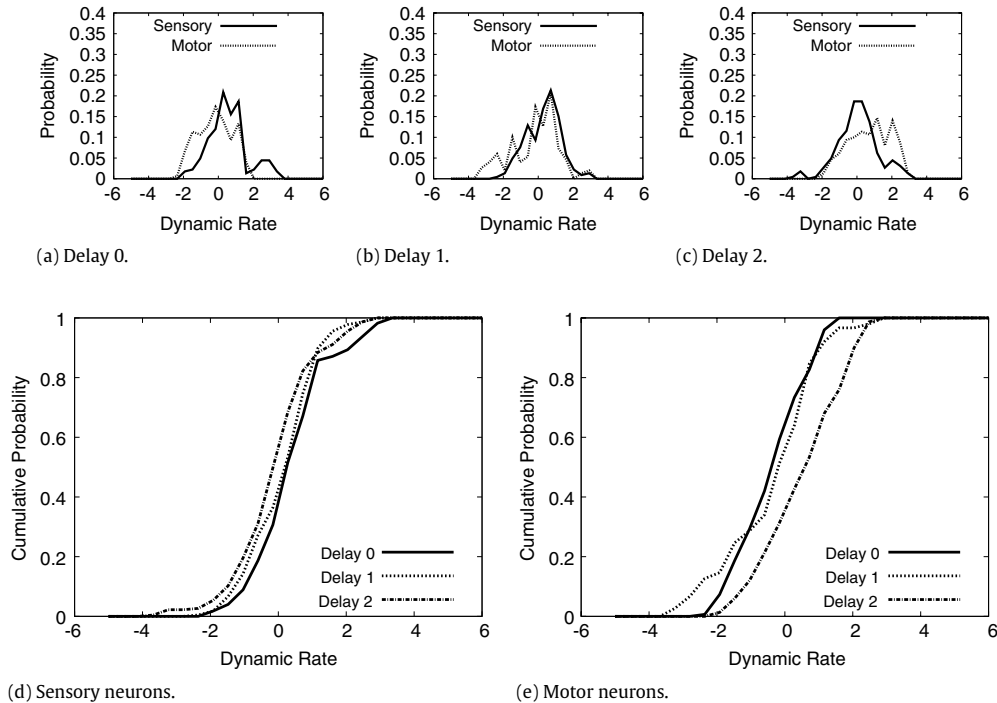 0.4
0.35
0.3
0.25
0.2
0.15
0.1
0.05
0
Probability
Sensory
Motor
-6 -4 -2 0 2 4 6
Dynamic Rate
(a) Delay 0.
0.4
0.35
0.3
0.25
0.2
0.15
0.1
0.05
0
Probability
Sensory
Motor
-6 -4 -2 0 2 4 6
Dynamic Rate
(b) Delay 1.
0.4
0.35
0.3
0.25
0.2
0.15
0.1
0.05
0
Probability
Sensory
Motor
-6 -4 -2 0 2 4 6
Dynamic Rate
(c) Delay 2.
1
0.8
0.6
0.4
0.2
0
Cumulative Probability
Delay 0
Delay 1
Delay 2
-6 -4 -2 0 2 4 6
Dynamic Rate
(d) Sensory neurons.
1
0.8
0.6
0.4
0.2
0
Cumulative Probability
Delay 0
Delay 1
Delay 2
-6 -4 -2 0 2 4 6
Dynamic Rate
(e) Motor neurons.